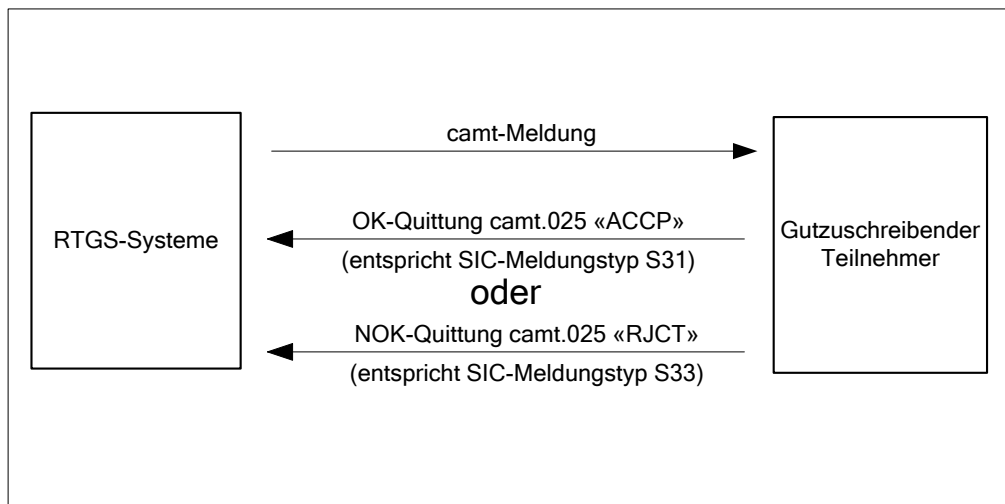 camt-Meldung
RTGS-Systeme
OK-Quittung camt.025 «ACCP»
(entspricht SIC-Meldungstyp S31)
oder
NOK-Quittung camt.025 «RJCT»
(entspricht SIC-Meldungstyp S33)
Gutzuschreibender
Teilnehmer